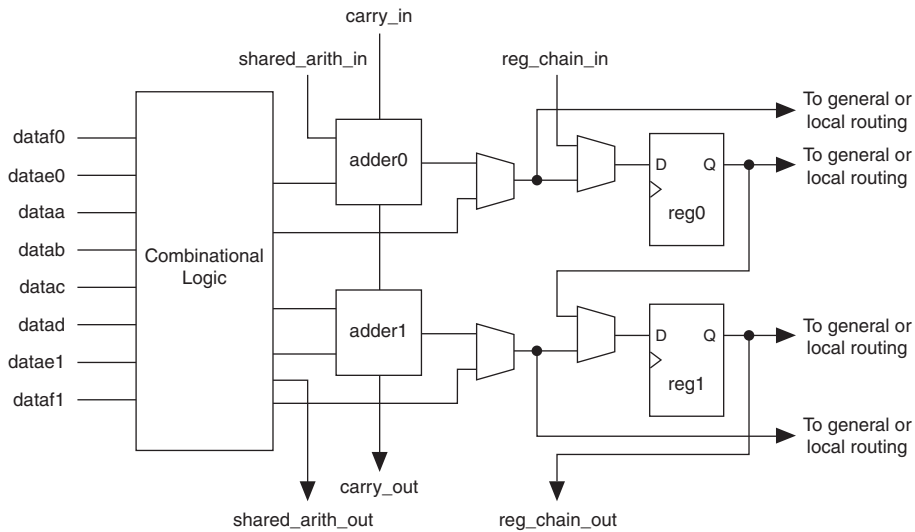 carry_in
shared_arith_in
reg_chain_in
To general or
local routing
dataf0
datae0
dataa
datab
datac
datad
datae1
dataf1
Combinational
Logic
adder0
D
Q
reg0
To general or
local routing
adder1
D
Q
reg1
To general or
local routing
To general or
local routing
carry_out
shared_arith_out
reg_chain_out